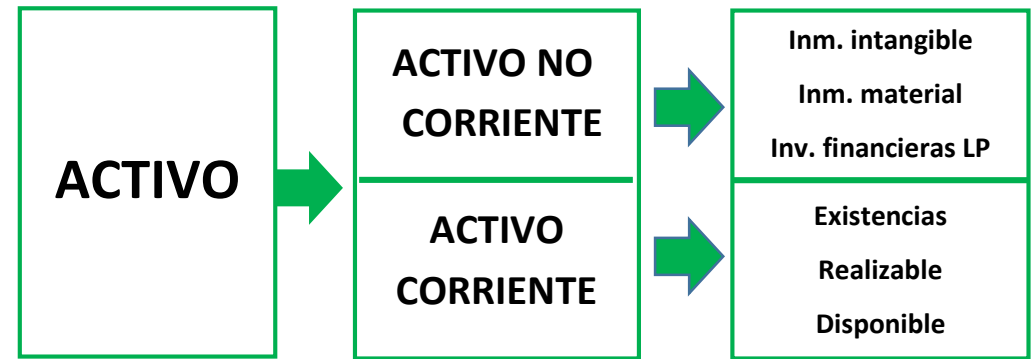 ACTIVO
ACTIVO NO
CORRIENTE
ACTIVO
CORRIENTE
Inm. intangible
Inm. material
Inv. financieras LP
Existencias
Realizable
Disponible